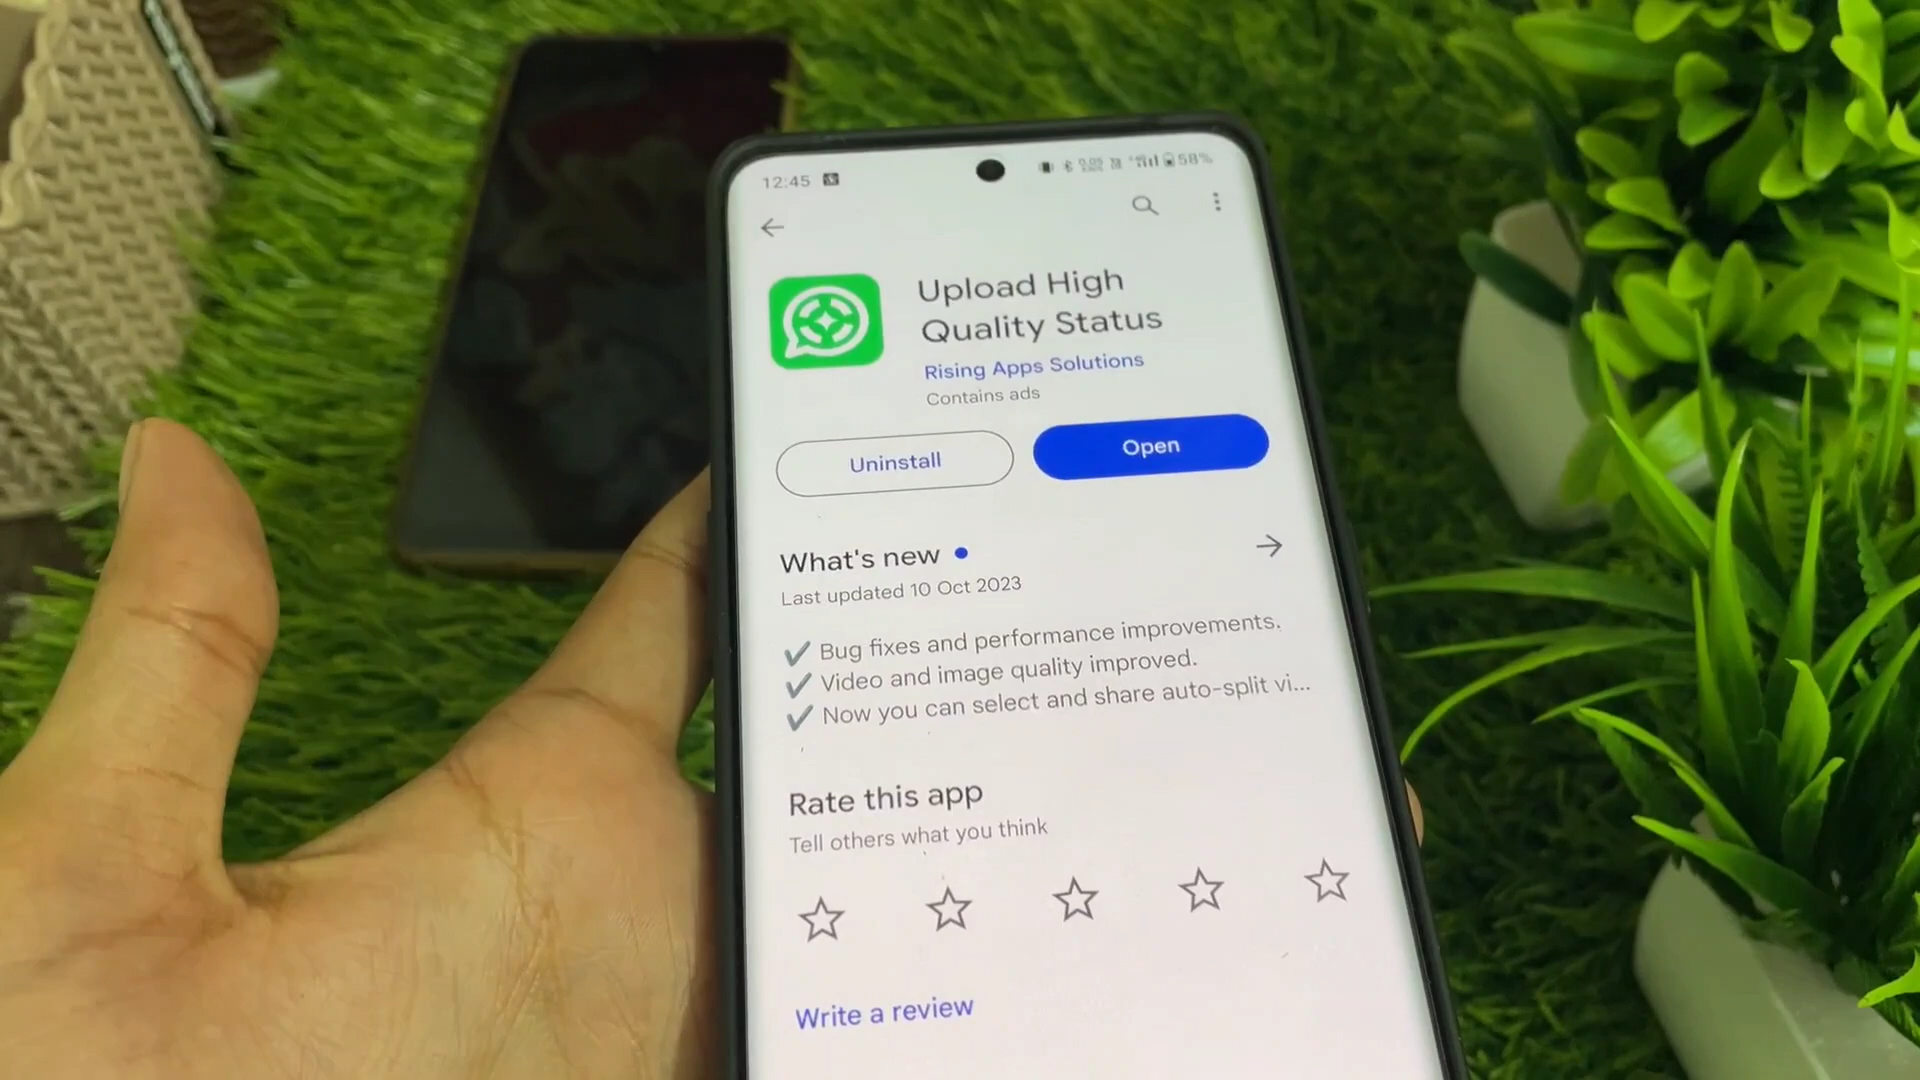 12:45
58%
Upload High
Quality Status
Rising Apps Solutions
Contains ads
Uninstall
Open
What's new
Last updated 10 Oct 2023
✓ Bug fixes and performance improvements.
✓ Video and image quality improved.
✓ Now you can select and share auto-split vi...
Rate this app
Tell others what you think
Write a review